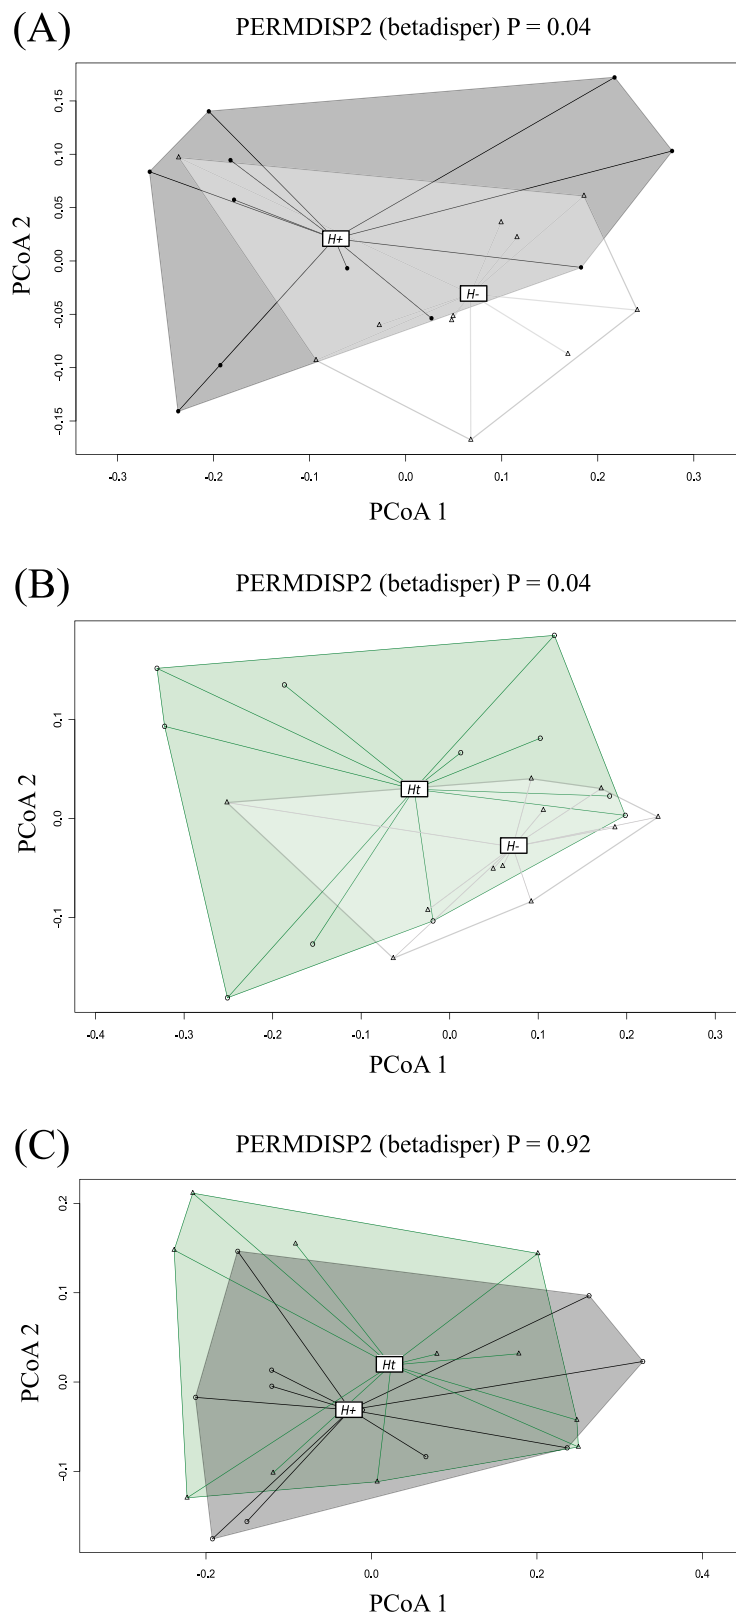 (A)
PERMDISP2 (betadisper) P = 0.04
PCoA 2
0.15
0.10
0.05
0.00
-0.05
-0.10
-0.15
H+
H-
-0.3 -0.2 -0.1 0.0 0.1 0.2 0.3
PCoA 1
(B)
PERMDISP2 (betadisper) P = 0.04
PCoA 2
0.1
0.0
-0.1
Ht
H-
-0.4 -0.3 -0.2 -0.1 0.0 0.1 0.2 0.3
PCoA 1
(C)
PERMDISP2 (betadisper) P = 0.92
PCoA 2
0.2
0.1
0.0
-0.1
Ht
H+
-0.2 0.0 0.2 0.4
PCoA 1